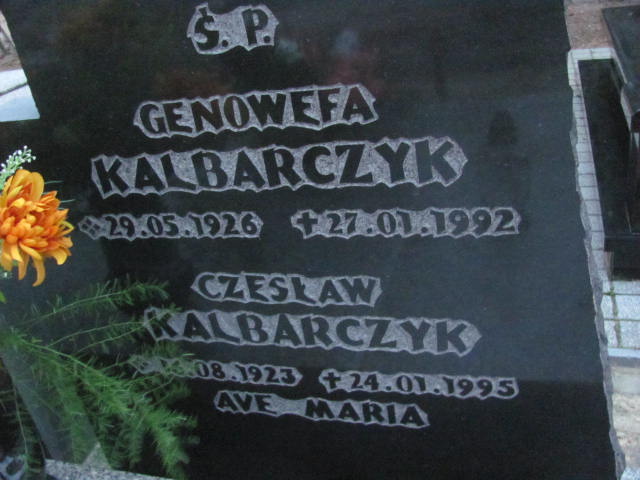 Ś. P.
GENOWEFA
KALBARCZYK
29.05.1926 ✝27.01.1992
CZESŁAW
KALBARCZYK
08.1923 ✝24.01.1995
AVE MARIA